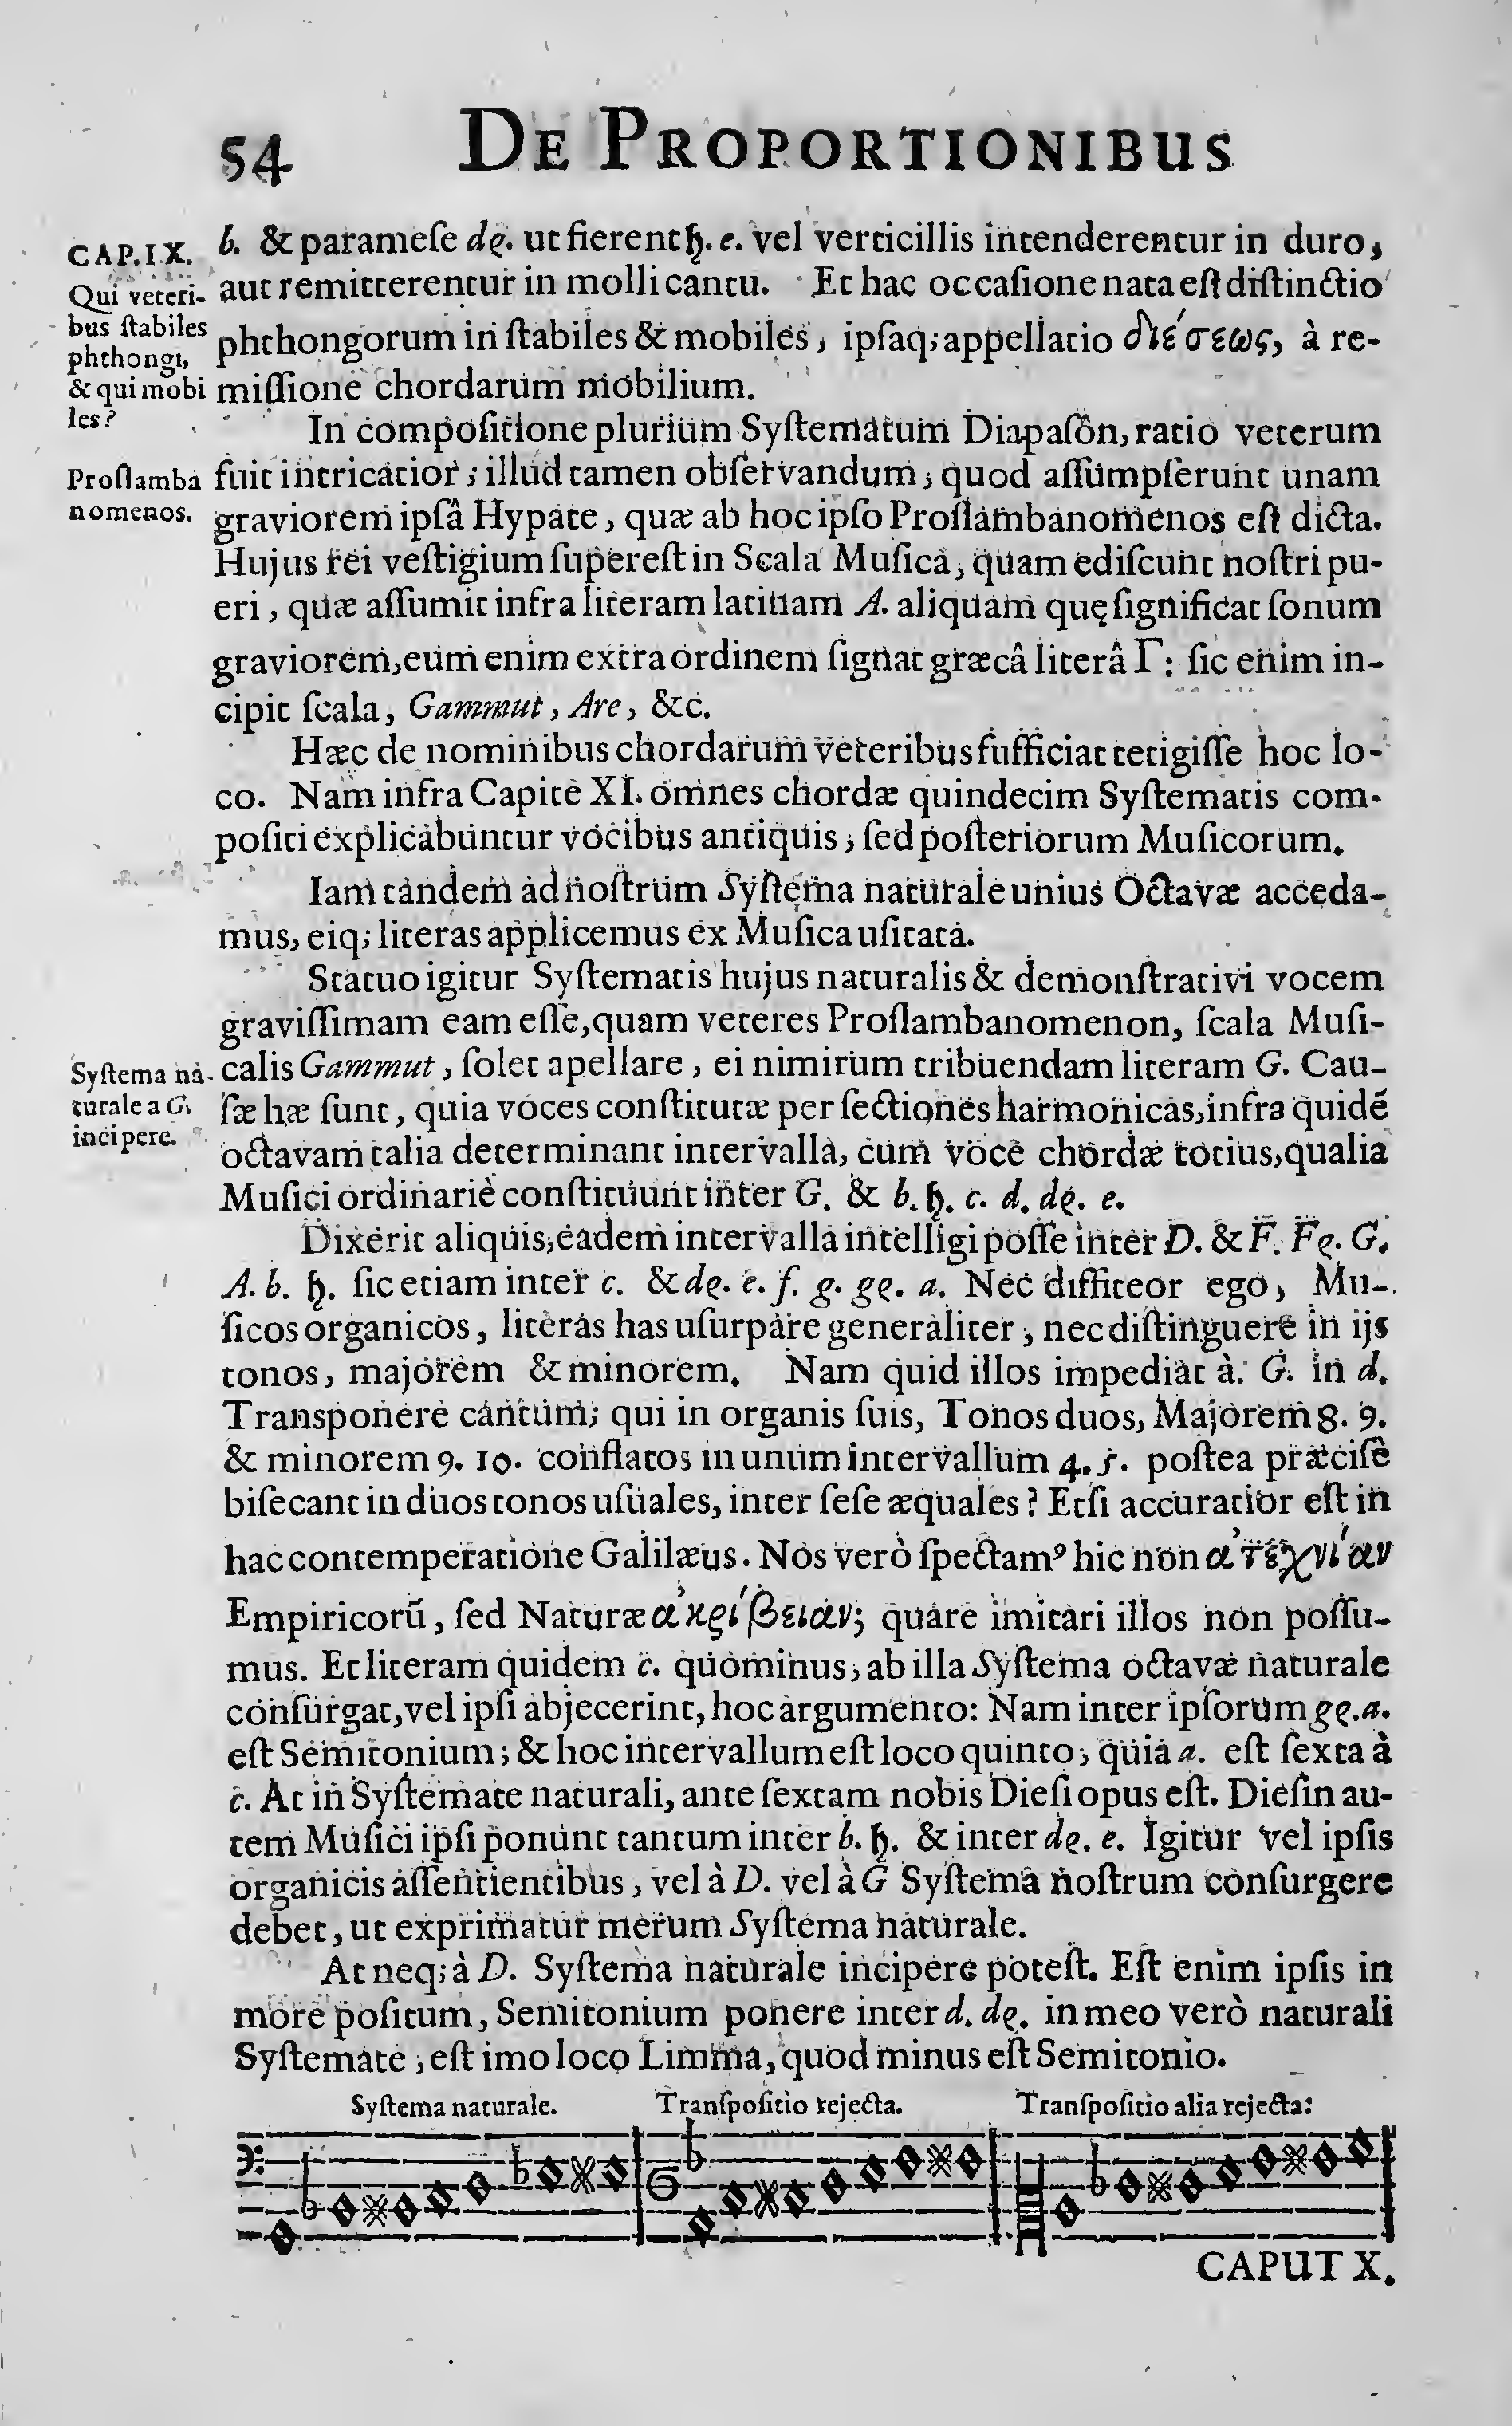 54 DE PROPORTIONIBUS
CAP. IX.
Qui veteri-
bus ſtabiles
phthongi,
& qui mobi
les?
b. & parameſe dę. ut fierent ♮. e. vel verticillis intenderentur in duro,
aut remitterentur in molli cantu. Et hac occaſione nata eſt diſtinctio
phthongorum in ſtabiles & mobiles, ipſaq; appellatio διέσεως, à re-
miſſione chordarum mobilium.
In compoſitione plurium Syſtematum Diapaſôn, ratio veterum
Proſlamba
nomenos.
fuit intricatior; illud tamen obſervandum, quod aſſumpſerunt unam
graviorem ipſâ Hypate, quæ ab hoc ipſo Proſlambanomenos eſt dicta.
Hujus rei veſtigium ſupereſt in Scala Muſica, quam ediſcunt noſtri pu-
eri, quæ aſſumit infra literam latinam A. aliquam quę ſignificat ſonum
graviorem, eum enim extra ordinem ſignat græcâ literâ Γ: ſic enim in-
cipit ſcala, Gammut, Are, &c.
Hæc de nominibus chordarum veteribus ſufficiat tetigiſſe hoc lo-
co. Nam infra Capite XI. omnes chordæ quindecim Syſtematis com-
poſiti explicabuntur vocibus antiquis, ſed poſteriorum Muſicorum.
Iam tandem ad noſtrum Syſtema naturale unius Octavæ acceda-
mus, eiq; literas applicemus ex Muſica uſitata.
Statuo igitur Syſtematis hujus naturalis & demonſtrativi vocem
graviſſimam eam eſſe, quam veteres Proſlambanomenon, ſcala Muſi-
Syſtema na-
turale a G.
incipere.
calis Gammut, ſolet apellare, ei nimirum tribuendam literam G. Cau-
ſæ hæ ſunt, quia voces conſtitutæ per ſectiones harmonicas, infra quidē
octavam talia determinant intervalla, cum voce chordæ totius, qualia
Muſici ordinariè conſtituunt inter G. & b. ♮. c. d. dę. e.
Dixerit aliquis, eadem intervalla intelligi poſſe inter D. & F. Fę. G.
A. b. ♮. ſic etiam inter c. & dę. e. f. g. gę. a. Nec diffiteor ego, Mu-
ſicos organicos, literas has uſurpare generaliter, nec diſtinguere in ijs
tonos, majorem & minorem. Nam quid illos impediat à G. in d.
Transponere cantum; qui in organis ſuis, Tonos duos, Majorem 8. 9.
& minorem 9. 10. conflatos in unum intervallum 4. 5. poſtea præciſè
biſecant in duos tonos uſuales, inter ſeſe æquales? Etſi accuratior eſt in
hac contemperatione Galilæus. Nos verò ſpectamꝰ hic non ἀτεχνίαν
Empiricorū, ſed Naturæ ἀκρίβειαν; quare imitari illos non poſſu-
mus. Et literam quidem c. quominus, ab illa Syſtema octavæ naturale
conſurgat, vel ipſi abjecerint, hoc argumento: Nam inter ipſorum gę. a.
eſt Semitonium; & hoc intervallum eſt loco quinto, quia a. eſt ſexta à
c. At in Syſtemate naturali, ante ſextam nobis Dieſi opus eſt. Dieſin au-
tem Muſici ipſi ponunt tantum inter b. ♮. & inter dę. e. Igitur vel ipſis
organicis aſſentientibus, vel à D. vel à G Syſtema noſtrum conſurgere
debet, ut exprimatur merum Syſtema naturale.
At neq; à D. Syſtema naturale incipere poteſt. Eſt enim ipſis in
more poſitum, Semitonium ponere inter d. dę. in meo verò naturali
Syſtemate, eſt imo loco Limma, quod minus eſt Semitonio.
Syſtema naturale. Tranſpoſitio rejecta. Tranſpoſitio alia rejecta:
CAPUT X.